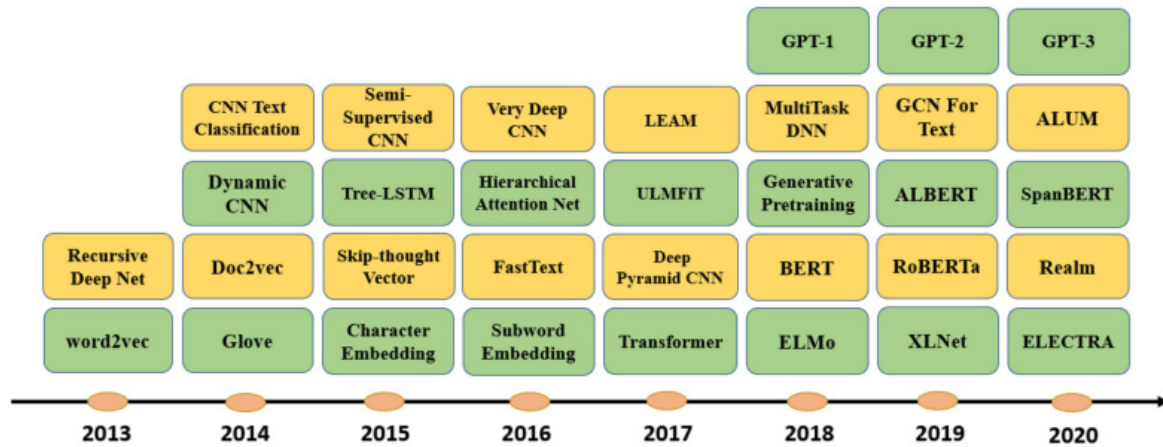 GPT-1
GPT-2
GPT-3
CNN Text
Classification
Semi-
Supervised
CNN
Very Deep
CNN
LEAM
MultiTask
DNN
GCN For
Text
ALUM
Dynamic
CNN
Tree-LSTM
Hierarchical
Attention Net
ULMFiT
Generative
Pretraining
ALBERT
SpanBERT
Recursive
Deep Net
Doc2vec
Skip-thought
Vector
FastText
Deep
Pyramid CNN
BERT
RoBERTa
Realm
word2vec
Glove
Character
Embedding
Subword
Embedding
Transformer
ELMo
XLNet
ELECTRA
2013
2014
2015
2016
2017
2018
2019
2020